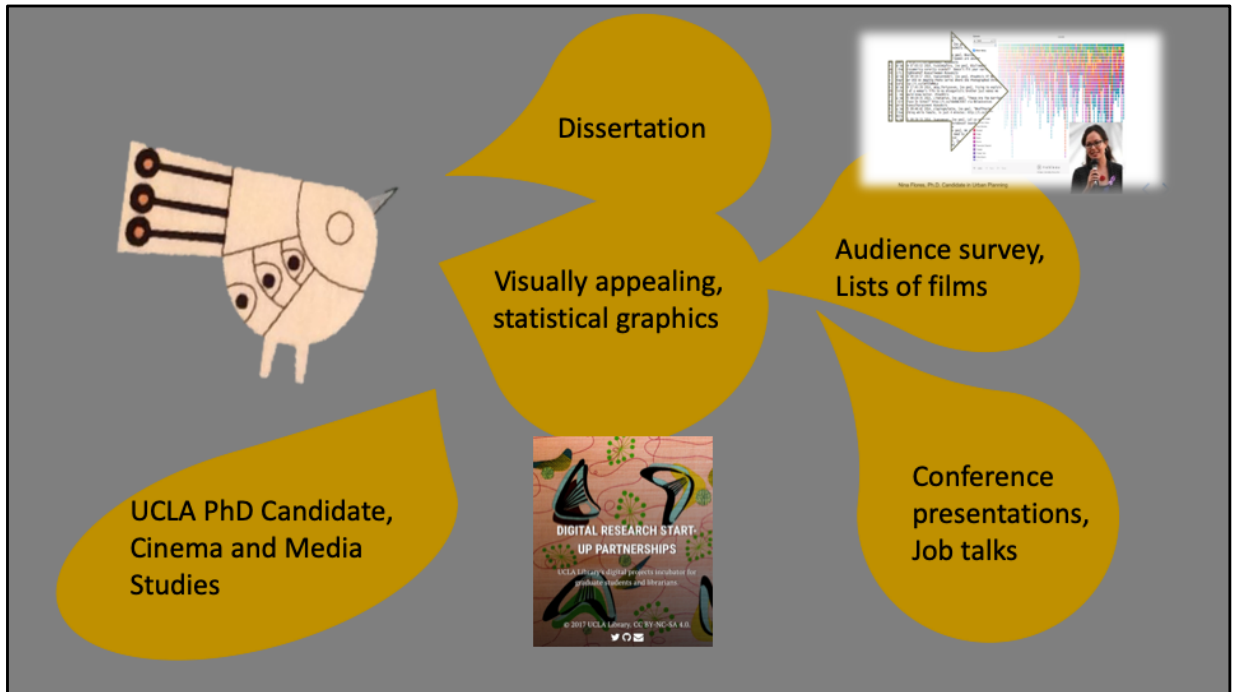 Dissertation
Visually appealing,
statistical graphics
Audience survey,
Lists of films
Nina Flores, Ph.D. Candidate in Urban Planning
UCLA PhD Candidate,
Cinema and Media
Studies
DIGITAL RESEARCH START-
UP PARTNERSHIPS
UCLA Library's digital projects incubator for
graduate students and librarians.
© 2017 UCLA Library, CC BY-NC-SA 4.0.
Conference
presentations,
Job talks